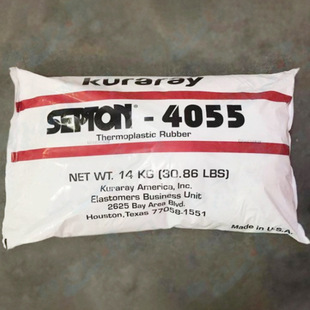 kuraray
SEPTON® - 4055
Thermoplastic Rubber
NET WT. 14 KG (30.86 LBS)
Kuraray America, Inc.
Elastomers Business Unit
2625 Bay Area Blvd.
Houston, Texas 77058-1551
Made in U.S.A.